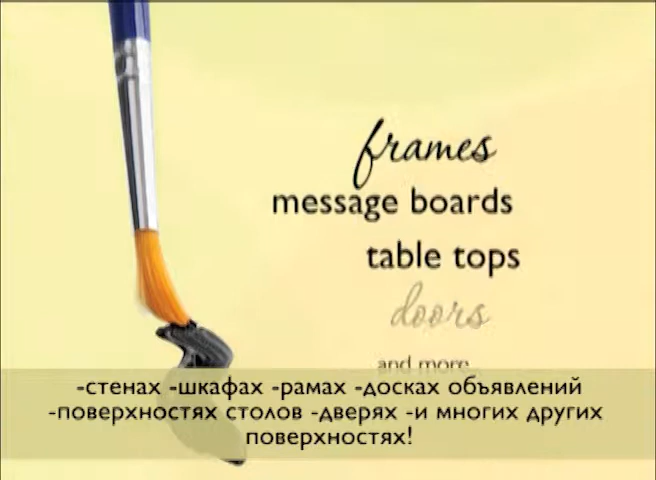 frames
message boards
table tops
doors
and more
-стенах -шкафах -рамах -досках объявлений
-поверхностях столов -дверях -и многих других
поверхностях!